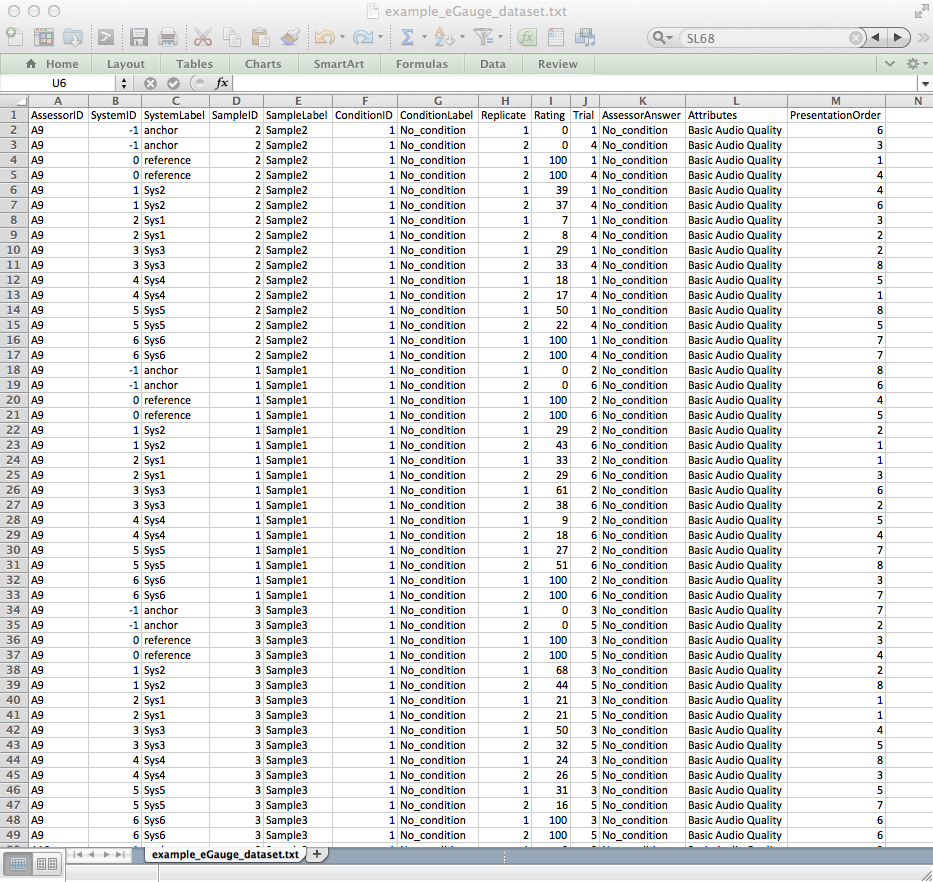 example_eGauge_dataset.txt
SL68
Home Layout Tables Charts SmartArt Formulas Data Review
U6 fx
A B C D E F G H I J K L M N
1 AssessorID SystemID SystemLabel SampleID SampleLabel ConditionID ConditionLabel Replicate Rating Trial AssessorAnswer Attributes PresentationOrder
2 A9 -1 anchor 2 Sample2 1 No_condition 1 0 1 No_condition Basic Audio Quality 6
3 A9 -1 anchor 2 Sample2 1 No_condition 2 0 4 No_condition Basic Audio Quality 3
4 A9 0 reference 2 Sample2 1 No_condition 1 100 1 No_condition Basic Audio Quality 1
5 A9 0 reference 2 Sample2 1 No_condition 2 100 4 No_condition Basic Audio Quality 4
6 A9 1 Sys2 2 Sample2 1 No_condition 1 39 1 No_condition Basic Audio Quality 4
7 A9 1 Sys2 2 Sample2 1 No_condition 2 37 4 No_condition Basic Audio Quality 6
8 A9 2 Sys1 2 Sample2 1 No_condition 1 7 1 No_condition Basic Audio Quality 3
9 A9 2 Sys1 2 Sample2 1 No_condition 2 8 4 No_condition Basic Audio Quality 2
10 A9 3 Sys3 2 Sample2 1 No_condition 1 29 1 No_condition Basic Audio Quality 2
11 A9 3 Sys3 2 Sample2 1 No_condition 2 33 4 No_condition Basic Audio Quality 8
12 A9 4 Sys4 2 Sample2 1 No_condition 1 18 1 No_condition Basic Audio Quality 5
13 A9 4 Sys4 2 Sample2 1 No_condition 2 17 4 No_condition Basic Audio Quality 1
14 A9 5 Sys5 2 Sample2 1 No_condition 1 50 1 No_condition Basic Audio Quality 8
15 A9 5 Sys5 2 Sample2 1 No_condition 2 22 4 No_condition Basic Audio Quality 5
16 A9 6 Sys6 2 Sample2 1 No_condition 1 100 1 No_condition Basic Audio Quality 7
17 A9 6 Sys6 2 Sample2 1 No_condition 2 100 4 No_condition Basic Audio Quality 7
18 A9 -1 anchor 1 Sample1 1 No_condition 1 0 2 No_condition Basic Audio Quality 8
19 A9 -1 anchor 1 Sample1 1 No_condition 2 0 6 No_condition Basic Audio Quality 6
20 A9 0 reference 1 Sample1 1 No_condition 1 100 2 No_condition Basic Audio Quality 4
21 A9 0 reference 1 Sample1 1 No_condition 2 100 6 No_condition Basic Audio Quality 5
22 A9 1 Sys2 1 Sample1 1 No_condition 1 29 2 No_condition Basic Audio Quality 2
23 A9 1 Sys2 1 Sample1 1 No_condition 2 43 6 No_condition Basic Audio Quality 1
24 A9 2 Sys1 1 Sample1 1 No_condition 1 33 2 No_condition Basic Audio Quality 1
25 A9 2 Sys1 1 Sample1 1 No_condition 2 29 6 No_condition Basic Audio Quality 3
26 A9 3 Sys3 1 Sample1 1 No_condition 1 61 2 No_condition Basic Audio Quality 6
27 A9 3 Sys3 1 Sample1 1 No_condition 2 38 6 No_condition Basic Audio Quality 2
28 A9 4 Sys4 1 Sample1 1 No_condition 1 9 2 No_condition Basic Audio Quality 5
29 A9 4 Sys4 1 Sample1 1 No_condition 2 18 6 No_condition Basic Audio Quality 4
30 A9 5 Sys5 1 Sample1 1 No_condition 1 27 2 No_condition Basic Audio Quality 7
31 A9 5 Sys5 1 Sample1 1 No_condition 2 51 6 No_condition Basic Audio Quality 8
32 A9 6 Sys6 1 Sample1 1 No_condition 1 100 2 No_condition Basic Audio Quality 3
33 A9 6 Sys6 1 Sample1 1 No_condition 2 100 6 No_condition Basic Audio Quality 7
34 A9 -1 anchor 3 Sample3 1 No_condition 1 0 3 No_condition Basic Audio Quality 7
35 A9 -1 anchor 3 Sample3 1 No_condition 2 0 5 No_condition Basic Audio Quality 2
36 A9 0 reference 3 Sample3 1 No_condition 1 100 3 No_condition Basic Audio Quality 3
37 A9 0 reference 3 Sample3 1 No_condition 2 100 5 No_condition Basic Audio Quality 4
38 A9 1 Sys2 3 Sample3 1 No_condition 1 68 3 No_condition Basic Audio Quality 2
39 A9 1 Sys2 3 Sample3 1 No_condition 2 44 5 No_condition Basic Audio Quality 8
40 A9 2 Sys1 3 Sample3 1 No_condition 1 21 3 No_condition Basic Audio Quality 1
41 A9 2 Sys1 3 Sample3 1 No_condition 2 21 5 No_condition Basic Audio Quality 1
42 A9 3 Sys3 3 Sample3 1 No_condition 1 50 3 No_condition Basic Audio Quality 4
43 A9 3 Sys3 3 Sample3 1 No_condition 2 32 5 No_condition Basic Audio Quality 5
44 A9 4 Sys4 3 Sample3 1 No_condition 1 24 3 No_condition Basic Audio Quality 8
45 A9 4 Sys4 3 Sample3 1 No_condition 2 26 5 No_condition Basic Audio Quality 3
46 A9 5 Sys5 3 Sample3 1 No_condition 1 31 3 No_condition Basic Audio Quality 5
47 A9 5 Sys5 3 Sample3 1 No_condition 2 16 5 No_condition Basic Audio Quality 7
48 A9 6 Sys6 3 Sample3 1 No_condition 1 100 3 No_condition Basic Audio Quality 6
49 A9 6 Sys6 3 Sample3 1 No_condition 2 100 5 No_condition Basic Audio Quality 6
example_eGauge_dataset.txt